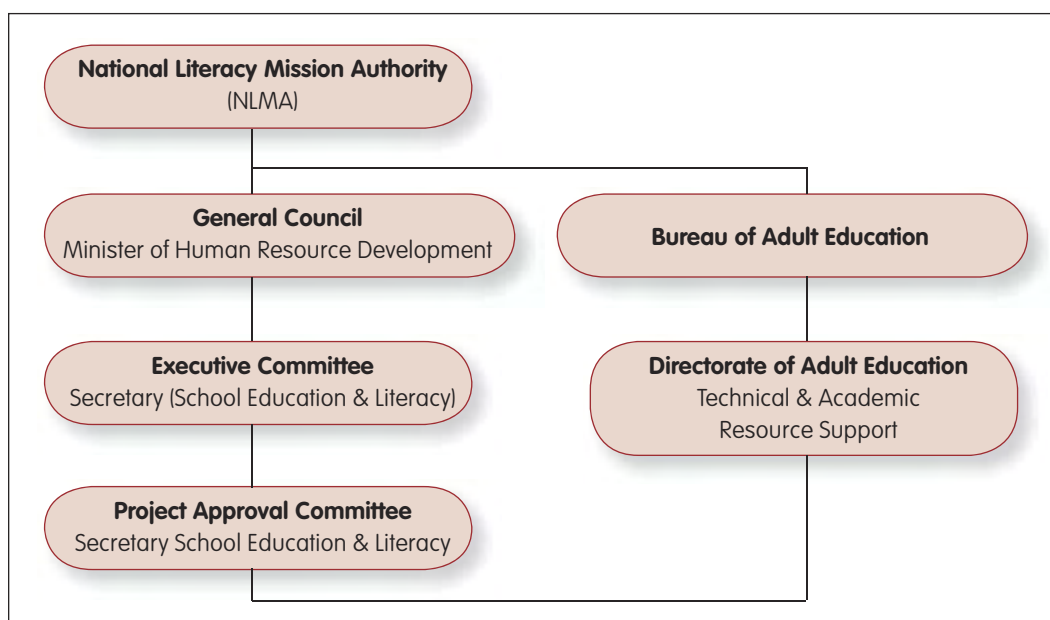 National Literacy Mission Authority
(NLMA)
General Council
Minister of Human Resource Development
Bureau of Adult Education
Executive Committee
Secretary (School Education & Literacy)
Directorate of Adult Education
Technical & Academic
Resource Support
Project Approval Committee
Secretary School Education & Literacy